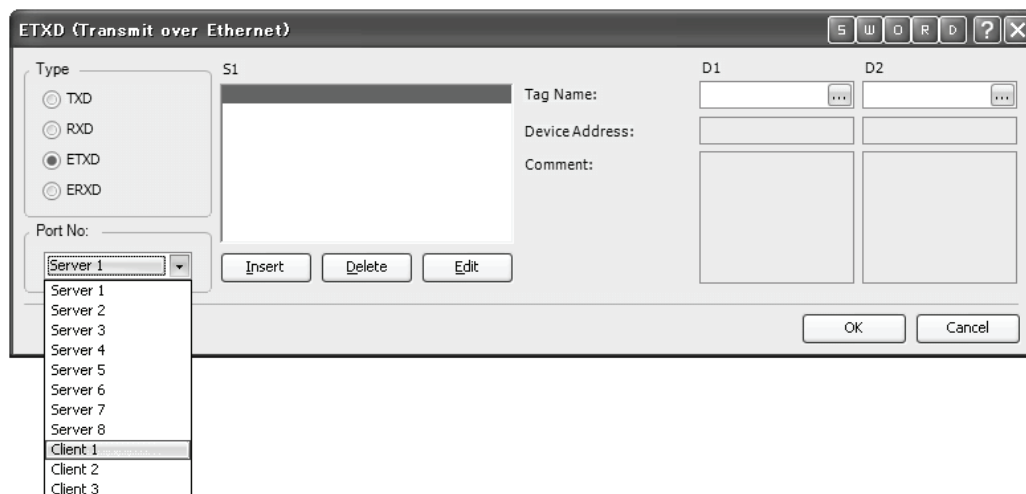 ETXD (Transmit over Ethernet)
S W O R D ? X
Type
TXD
RXD
ETXD
ERXD
Port No:
Server 1
Server 1
Server 2
Server 3
Server 4
Server 5
Server 6
Server 7
Server 8
Client 1
Client 2
Client 3
S1
Insert Delete Edit
D1 D2
Tag Name: ... ...
Device Address:
Comment:
OK Cancel